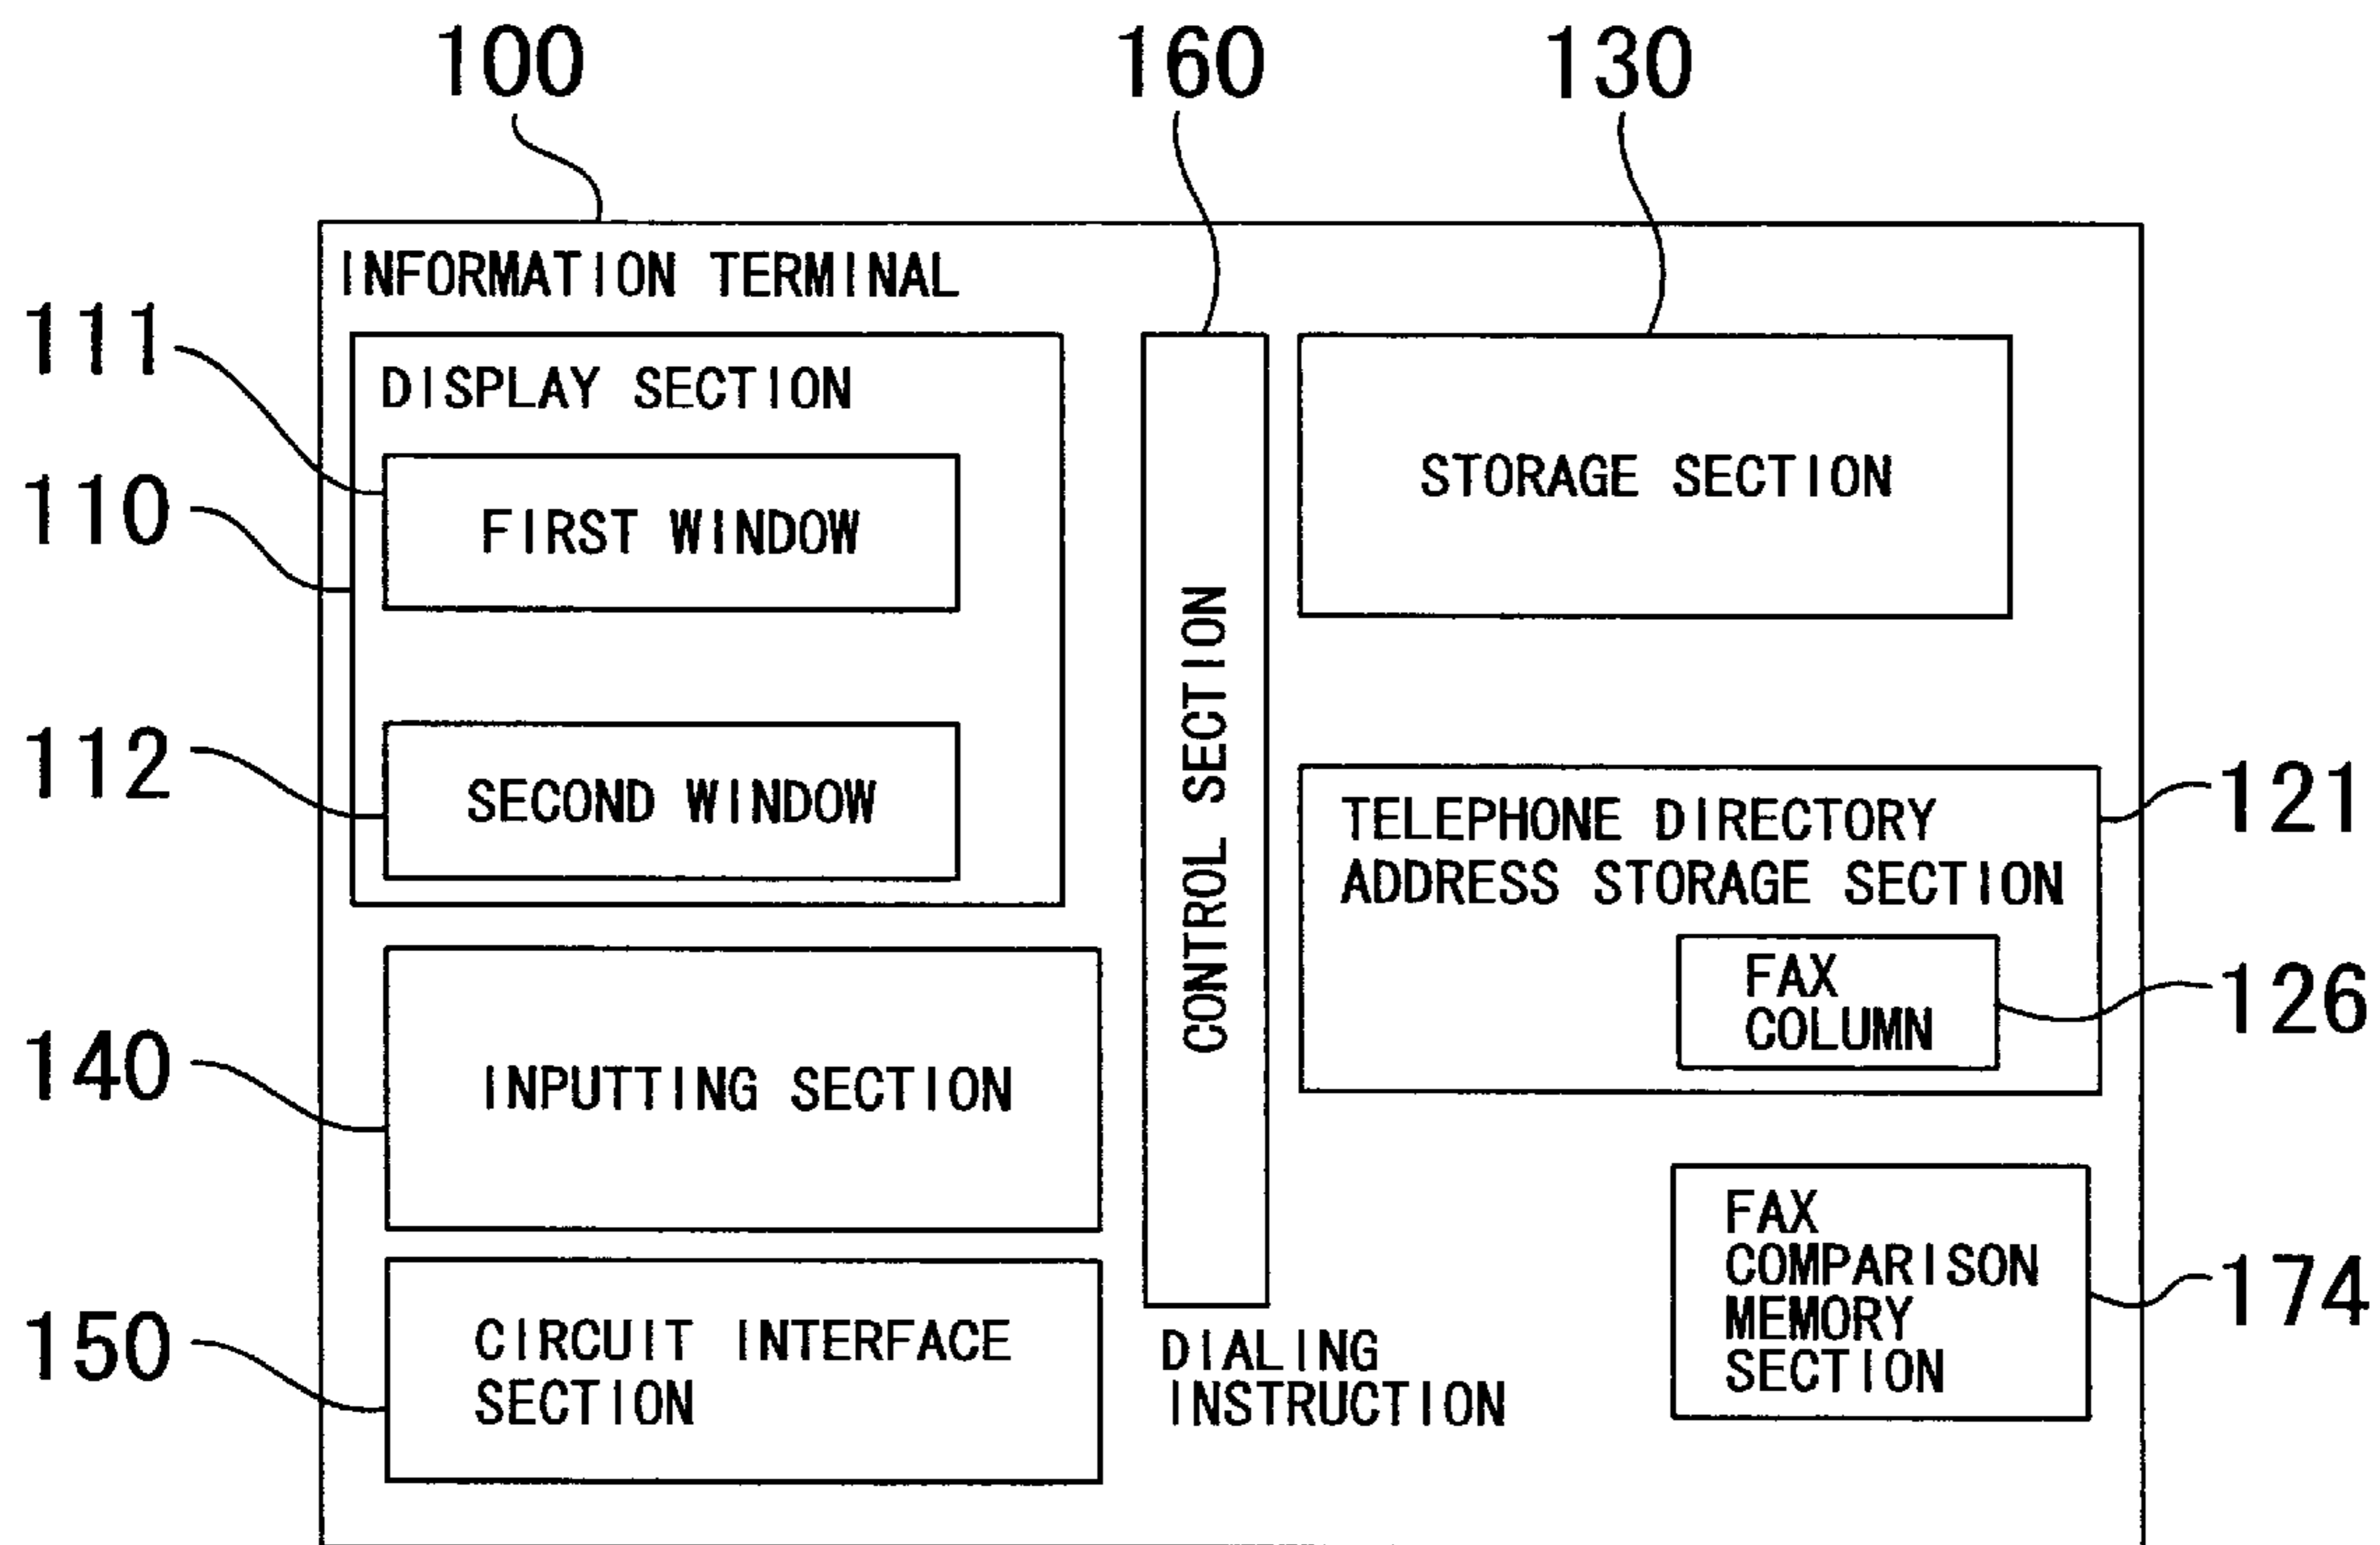 100
160
130
INFORMATION TERMINAL
111
DISPLAY SECTION
110
FIRST WINDOW
STORAGE SECTION
112
SECOND WINDOW
CONTROL SECTION
TELEPHONE DIRECTORY
ADDRESS STORAGE SECTION
121
FAX
COLUMN
126
140
INPUTTING SECTION
FAX
COMPARISON
MEMORY
SECTION
174
150
CIRCUIT INTERFACE
SECTION
DIALING
INSTRUCTION